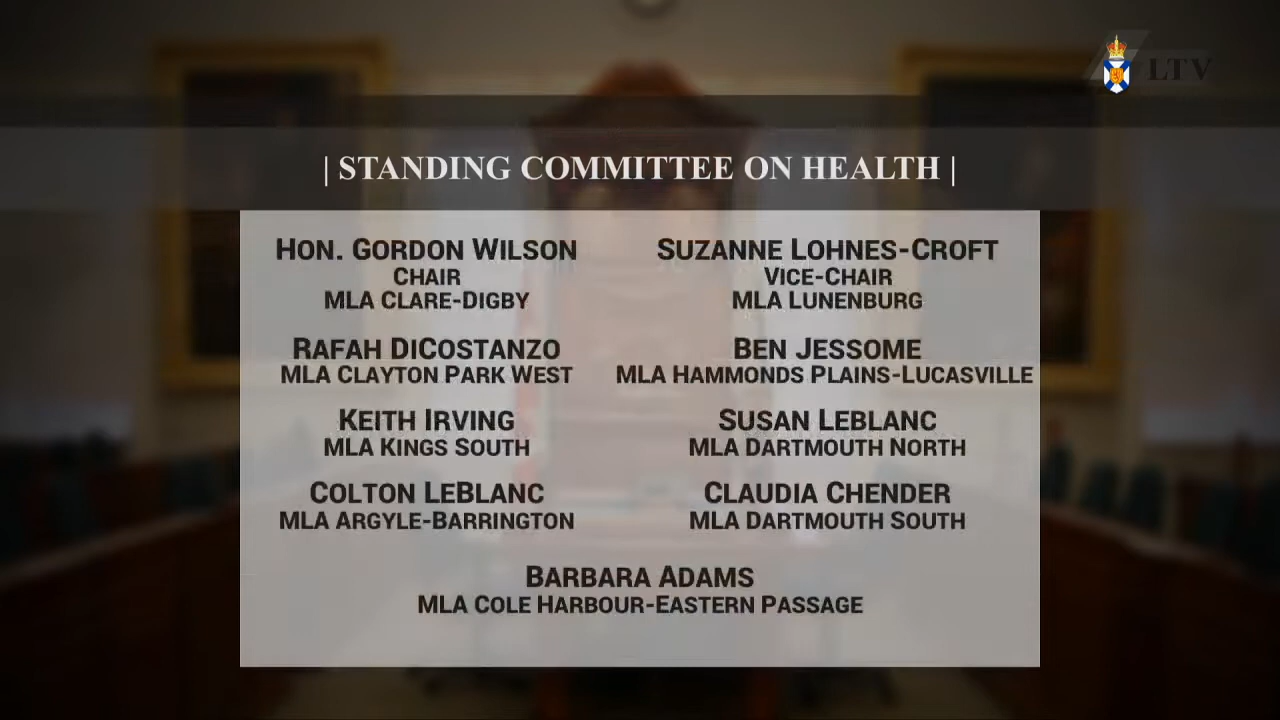 LTV
| STANDING COMMITTEE ON HEALTH |
HON. GORDON WILSON
CHAIR
MLA CLARE-DIGBY
SUZANNE LOHNES-CROFT
VICE-CHAIR
MLA LUNENBURG
RAFAH DICOSTANZO
MLA CLAYTON PARK WEST
BEN JESSOME
MLA HAMMONDS PLAINS-LUCASVILLE
KEITH IRVING
MLA KINGS SOUTH
SUSAN LEBLANC
MLA DARTMOUTH NORTH
COLTON LEBLANC
MLA ARGYLE-BARRINGTON
CLAUDIA CHENDER
MLA DARTMOUTH SOUTH
BARBARA ADAMS
MLA COLE HARBOUR-EASTERN PASSAGE